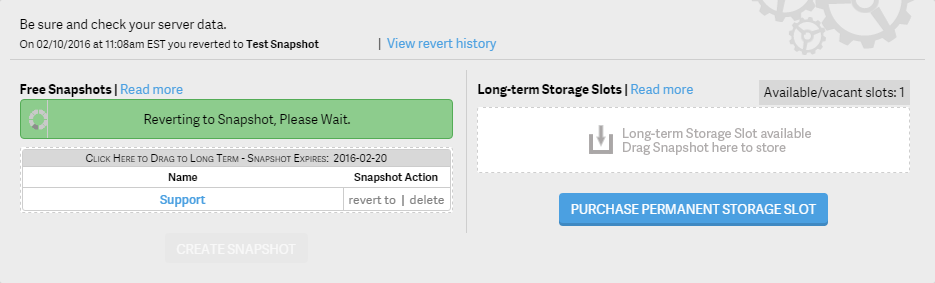 Be sure and check your server data.
On 02/10/2016 at 11:08am EST you reverted to Test Snapshot | View revert history
Free Snapshots | Read more
Reverting to Snapshot, Please Wait.
Click Here to Drag to Long Term - Snapshot Expires: 2016-02-20
Name Snapshot Action
Support revert to | delete
CREATE SNAPSHOT
Long-term Storage Slots | Read more
Available/vacant slots: 1
Long-term Storage Slot available
Drag Snapshot here to store
PURCHASE PERMANENT STORAGE SLOT